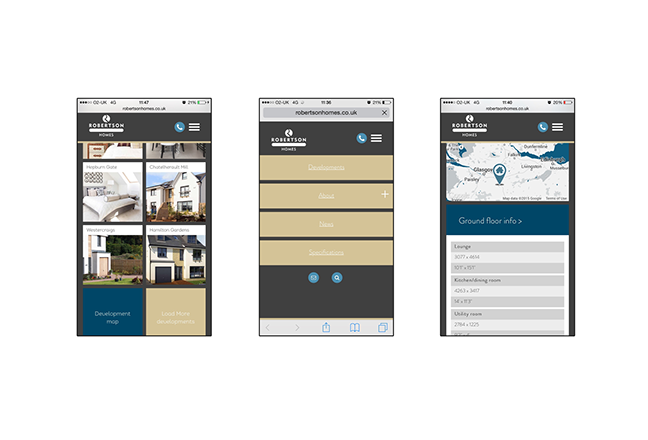 O2-UK 4G 11:47 21%
robertsonhomes.co.uk
ROBERTSON
HOMES
Hepburn Gate
Chatelherault Mill
Westercraigs
Hamilton Gardens
Development
map
Load More
developments
O2-UK 4G 11:36 21%
robertsonhomes.co.uk
ROBERTSON
HOMES
Developments
About +
News
Specifications
O2-UK 4G 11:40 20%
robertsonhomes.co.uk
ROBERTSON
HOMES
Dunfermline
Falkirk
Edinburgh
Glasgow
Livingston
Musselburgh
Paisley
Map data ©2015 Google Terms of Use
Ground floor info >
Lounge
3077 x 4614
10'1" x 15'1"
Kitchen/dining room
4263 x 3417
14' x 11'3"
Utility room
2784 x 1225